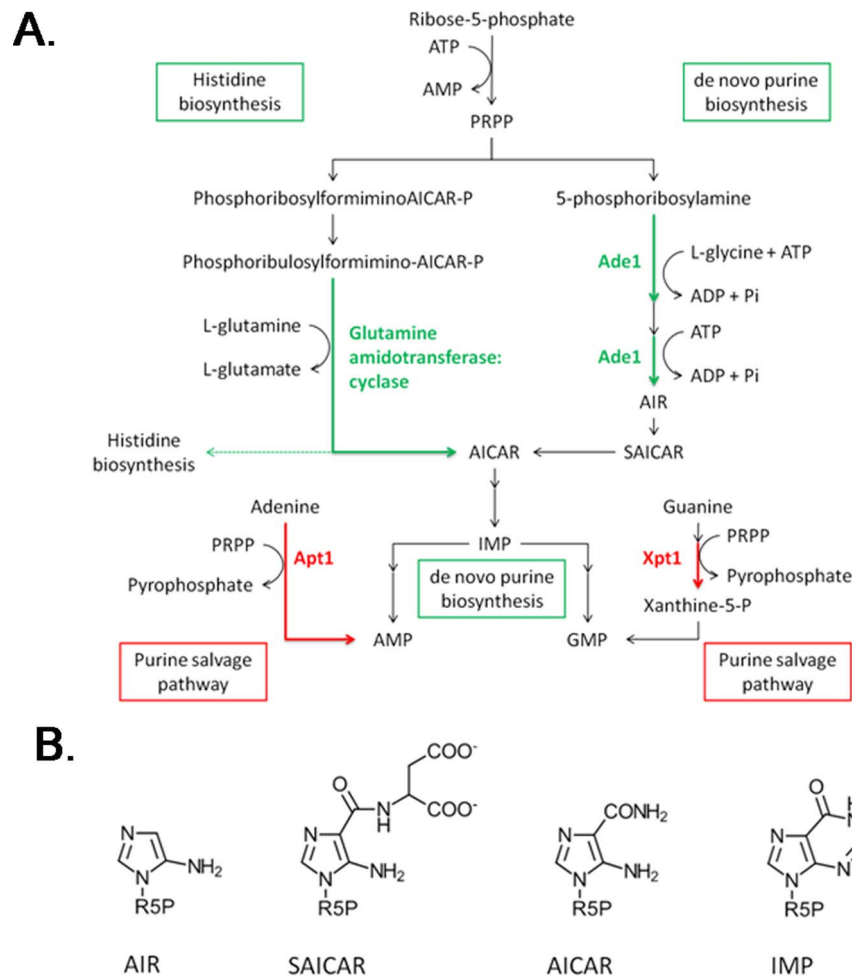 A.
Ribose-5-phosphate
ATP
AMP
Histidine
biosynthesis
de novo purine
biosynthesis
PRPP
PhosphoribosylformiminoAICAR-P
5-phosphoribosylamine
Phosphoribulosylformimino-AICAR-P
Ade1
L-glycine + ATP
ADP + Pi
L-glutamine
L-glutamate
Glutamine
amidotransferase:
cyclase
Ade1
ATP
ADP + Pi
AIR
Histidine
biosynthesis
AICAR
SAICAR
Adenine
Guanine
PRPP
Apt1
Pyrophosphate
IMP
Xpt1
PRPP
Pyrophosphate
de novo purine
biosynthesis
Xanthine-5-P
AMP
GMP
Purine salvage
pathway
Purine salvage
pathway
B.
N
N
NH2
R5P
AIR
O
COO-
N
H
COO-
N
N
NH2
R5P
SAICAR
CONH2
N
N
NH2
R5P
AICAR
O
N
N
R5P
IMP